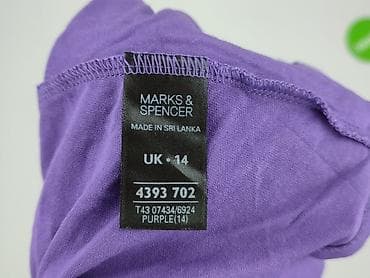 MARKS &
SPENCER
MADE IN SRI LANKA
UK • 14
4393 702
T43 07434/6924
PURPLE(14)